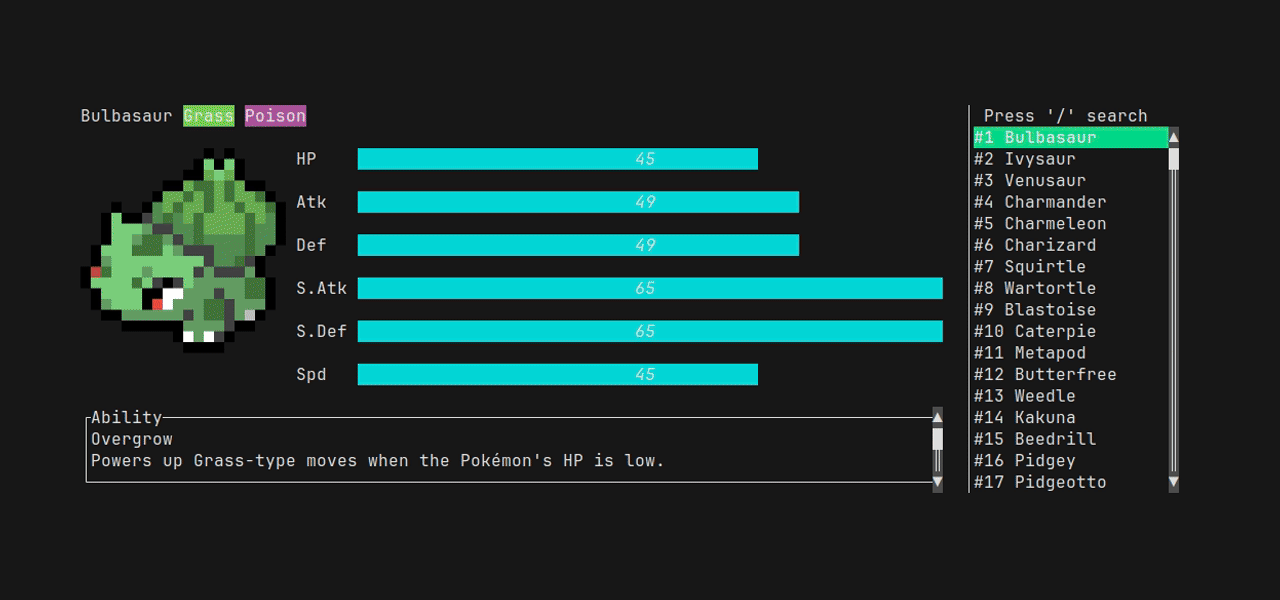 Bulbasaur Grass Poison
HP 45
Atk 49
Def 49
S.Atk 65
S.Def 65
Spd 45
Ability
Overgrow
Powers up Grass-type moves when the Pokémon's HP is low.
Press '/' search
#1 Bulbasaur
#2 Ivysaur
#3 Venusaur
#4 Charmander
#5 Charmeleon
#6 Charizard
#7 Squirtle
#8 Wartortle
#9 Blastoise
#10 Caterpie
#11 Metapod
#12 Butterfree
#13 Weedle
#14 Kakuna
#15 Beedrill
#16 Pidgey
#17 Pidgeotto